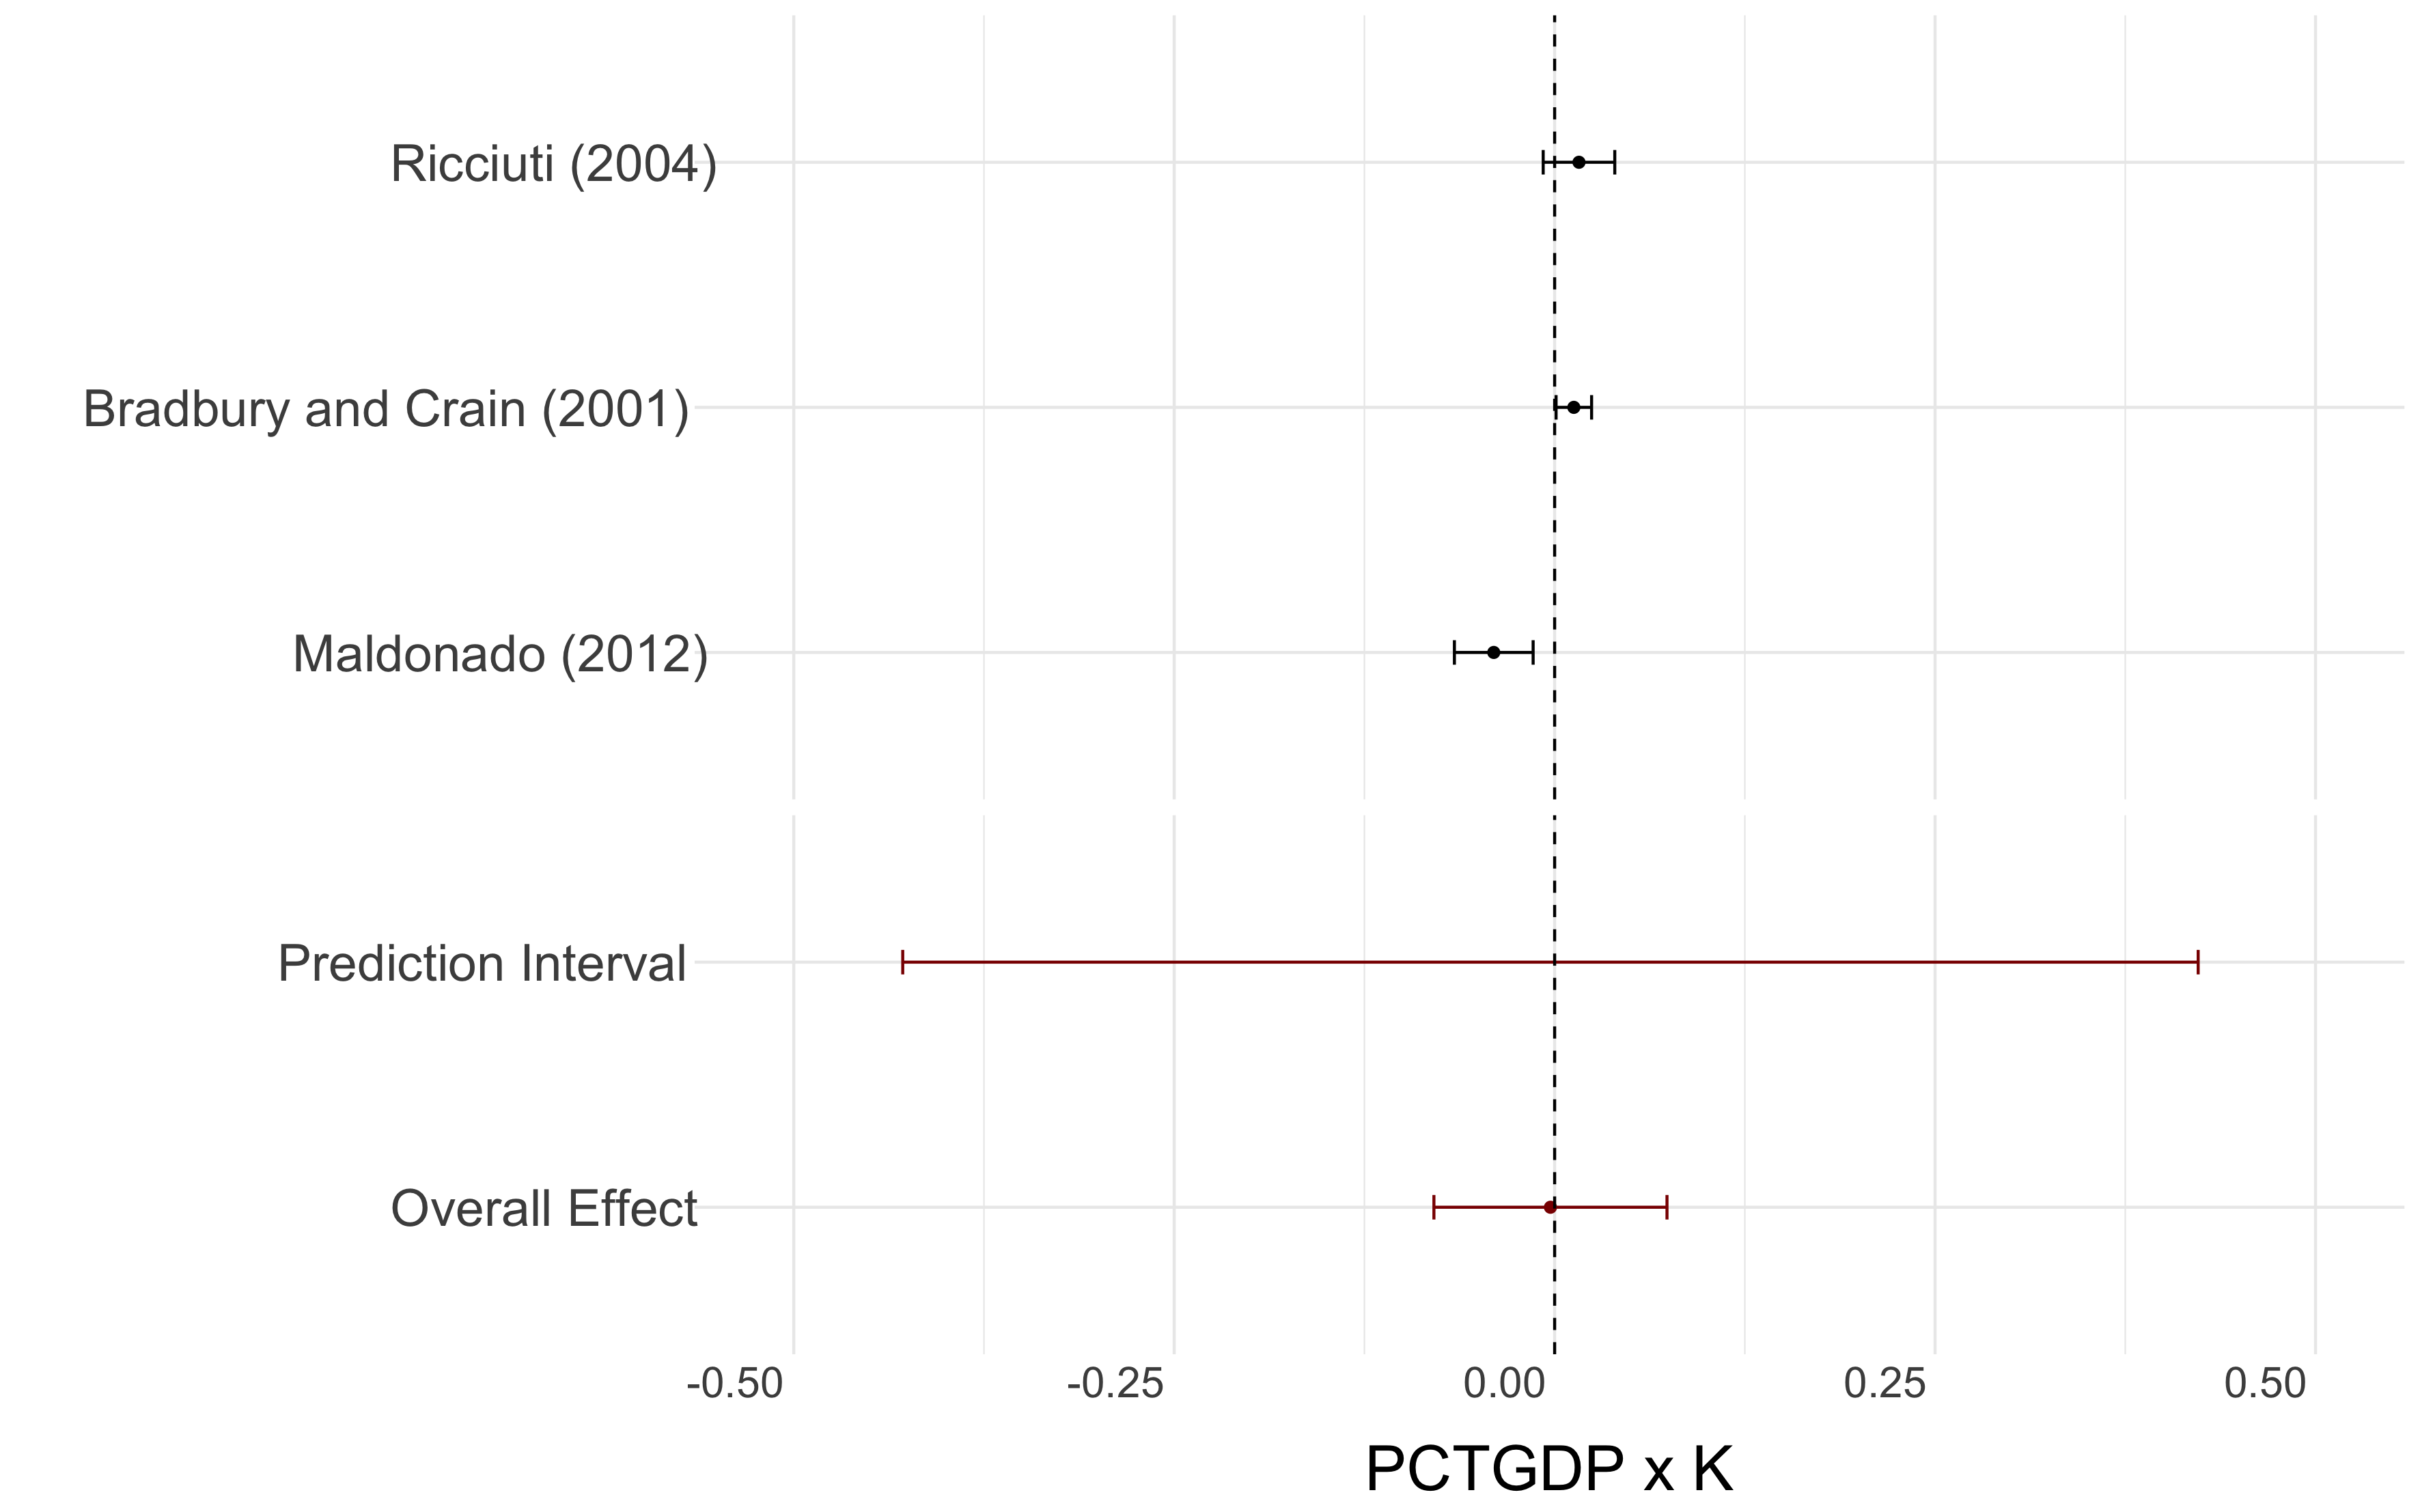 Ricciuti (2004)
Bradbury and Crain (2001)
Maldonado (2012)
Prediction Interval
Overall Effect
-0.50 -0.25 0.00 0.25 0.50
PCTGDP x K